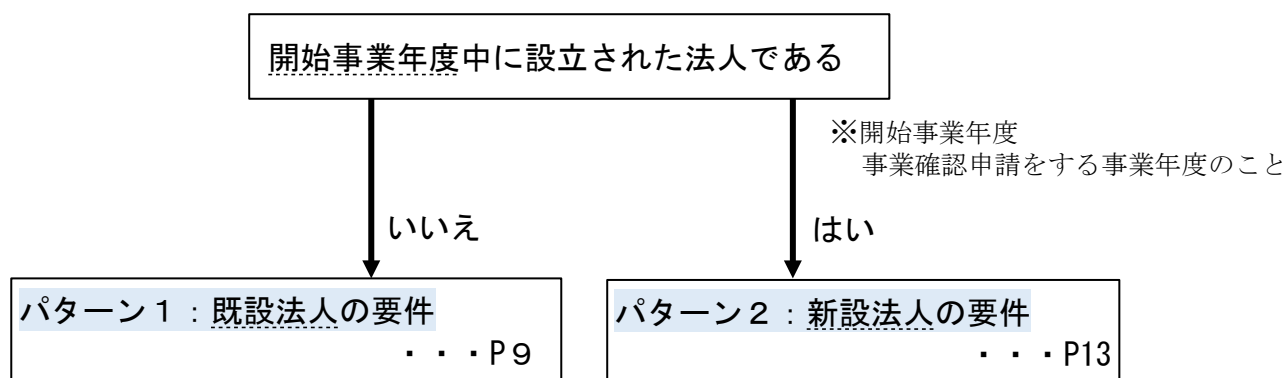 開始事業年度中に設立された法人である
※開始事業年度
事業確認申請をする事業年度のこと
いいえ
はい
パターン１：既設法人の要件
・・・P９
パターン２：新設法人の要件
・・・P13